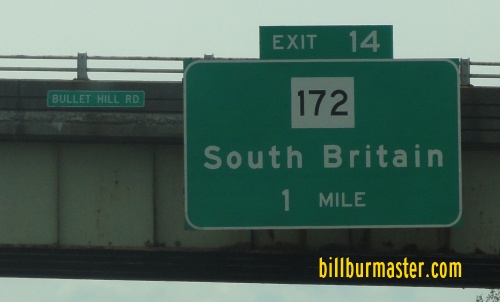 EXIT 14
BULLET HILL RD
172
South Britain
1 MILE
billburmaster.com